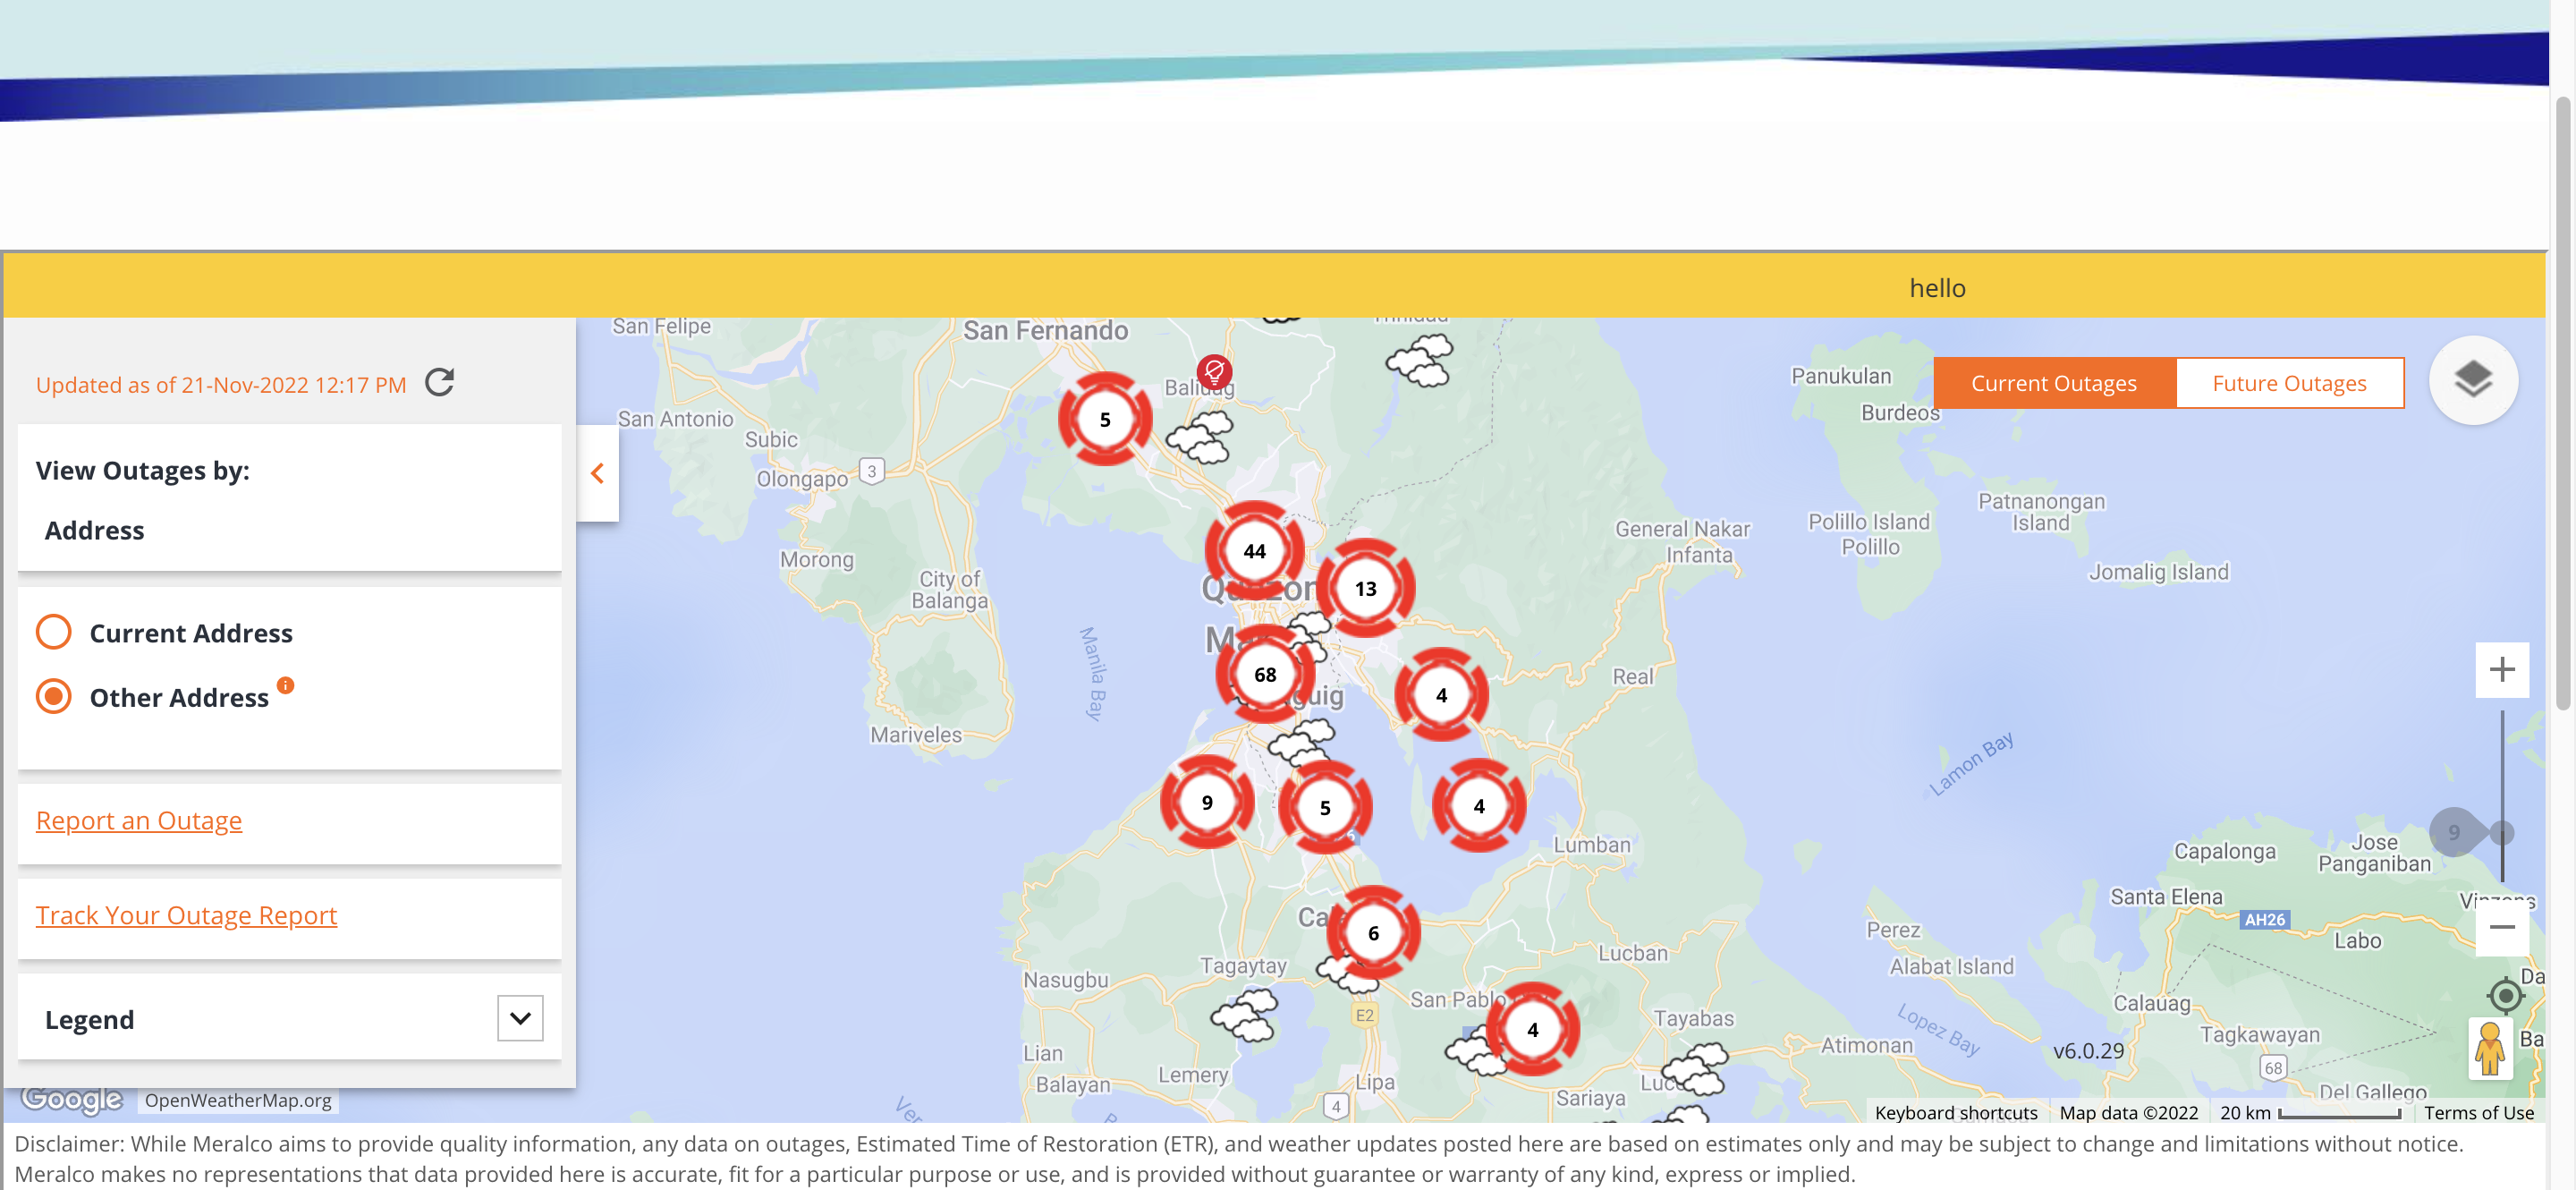 hello
Updated as of 21-Nov-2022 12:17 PM
View Outages by:
Address
Current Address
Other Address
Report an Outage
Track Your Outage Report
Legend
Current Outages
Future Outages
San Felipe
San Fernando
Panukulan
Burdeos
San Antonio
Subic
Olongapo
3
5
Patnanongan
Island
Polillo Island
Polillo
General Nakar
Infanta
Jomalig Island
Morong
City of
Balanga
44
13
Manila Bay
68
4
Real
Mariveles
Lamon Bay
9
5
4
9
Lumban
Capalonga
Jose
Panganiban
Santa Elena
AH26
Labo
6
Perez
Alabat Island
Lucban
Nasugbu
Tagaytay
San Pablo
E2
4
Tayabas
Calauag
Lopez Bay
Tagkawayan
Atimonan
v6.0.29
68
Lian
Balayan
Lemery
Lipa
4
Sariaya
Del Gallego
Google
OpenWeatherMap.org
Keyboard shortcuts
Map data ©2022
20 km
Terms of Use
Disclaimer: While Meralco aims to provide quality information, any data on outages, Estimated Time of Restoration (ETR), and weather updates posted here are based on estimates only and may be subject to change and limitations without notice.
Meralco makes no representations that data provided here is accurate, fit for a particular purpose or use, and is provided without guarantee or warranty of any kind, express or implied.